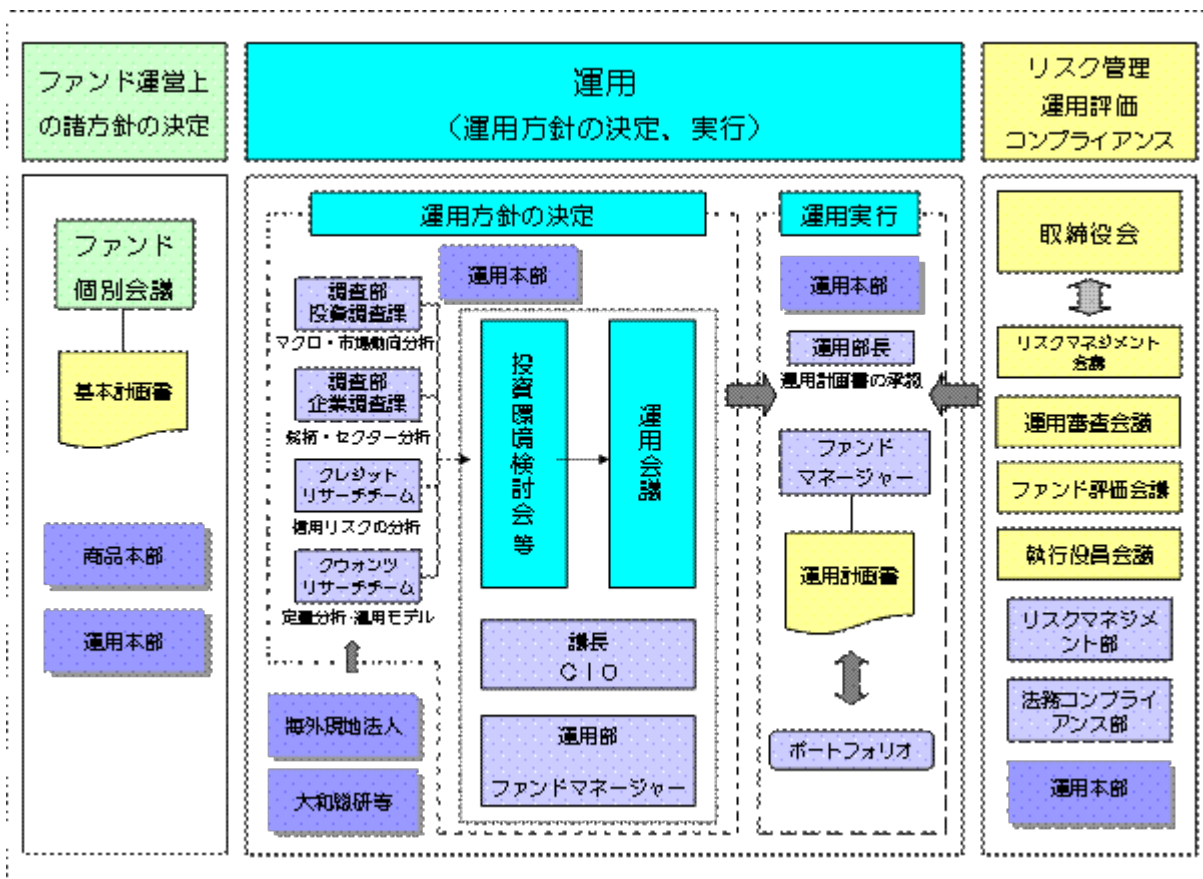 ファンド運営上
の諸方針の決定
運用
（運用方針の決定、実行）
リスク管理
運用評価
コンプライアンス
ファンド
個別会議
基本計画書
商品本部
運用本部
運用方針の決定
運用本部
調査部
投資調査課
マクロ・市場動向分析
調査部
企業調査課
銘柄・セクター分析
クレジット
リサーチチーム
信用リスクの分析
クウォンツ
リサーチチーム
定量分析・運用モデル
海外現地法人
大和総研等
投資環境検討会等
運用会議
議長
ＣＩＯ
運用部
ファンドマネージャー
運用実行
運用本部
運用部長
運用計画書の承認
ファンド
マネージャー
運用計画書
ポートフォリオ
取締役会
リスクマネジメント
会議
運用審査会議
ファンド評価会議
執行役員会議
リスクマネジメ
ント部
法務コンプライ
アンス部
運用本部